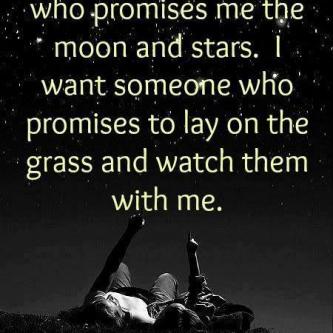 who promises me the
moon and stars.  I
want someone who
promises to lay on the
grass and watch them
with me.